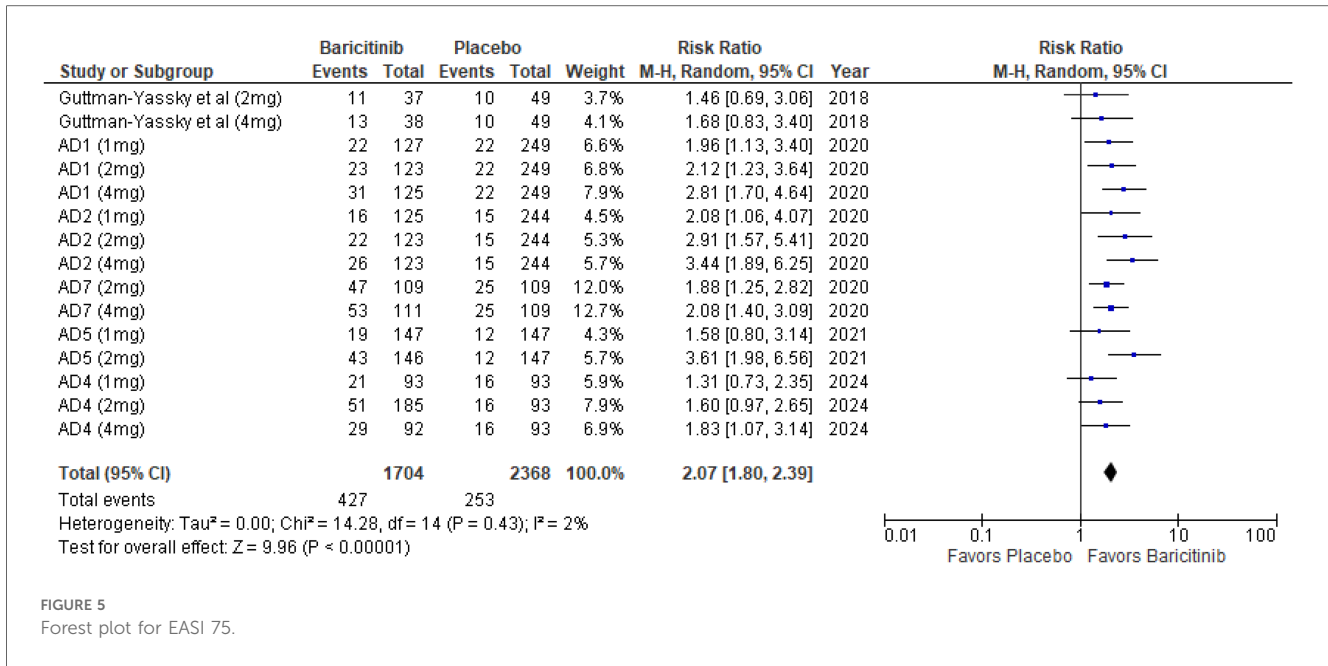 Baricitinib Placebo Risk Ratio Risk Ratio
Study or Subgroup Events Total Events Total Weight M-H, Random, 95% CI Year M-H, Random, 95% CI
Guttman-Yassky et al (2mg) 11 37 10 49 3.7% 1.46 [0.69, 3.06] 2018
Guttman-Yassky et al (4mg) 13 38 10 49 4.1% 1.68 [0.83, 3.40] 2018
AD1 (1mg) 22 127 22 249 6.6% 1.96 [1.13, 3.40] 2020
AD1 (2mg) 23 123 22 249 6.8% 2.12 [1.23, 3.64] 2020
AD1 (4mg) 31 125 22 249 7.9% 2.81 [1.70, 4.64] 2020
AD2 (1mg) 16 125 15 244 4.5% 2.08 [1.06, 4.07] 2020
AD2 (2mg) 22 123 15 244 5.3% 2.91 [1.57, 5.41] 2020
AD2 (4mg) 26 123 15 244 5.7% 3.44 [1.89, 6.25] 2020
AD7 (2mg) 47 109 25 109 12.0% 1.88 [1.25, 2.82] 2020
AD7 (4mg) 53 111 25 109 12.7% 2.08 [1.40, 3.09] 2020
AD5 (1mg) 19 147 12 147 4.3% 1.58 [0.80, 3.14] 2021
AD5 (2mg) 43 146 12 147 5.7% 3.61 [1.98, 6.56] 2021
AD4 (1mg) 21 93 16 93 5.9% 1.31 [0.73, 2.35] 2024
AD4 (2mg) 51 185 16 93 7.9% 1.60 [0.97, 2.65] 2024
AD4 (4mg) 29 92 16 93 6.9% 1.83 [1.07, 3.14] 2024
Total (95% CI) 1704 2368 100.0% 2.07 [1.80, 2.39]
Total events 427 253
Heterogeneity: Tau² = 0.00; Chi² = 14.28, df = 14 (P = 0.43); I² = 2%
Test for overall effect: Z = 9.96 (P < 0.00001)
0.01 0.1 1 10 100
Favors Placebo Favors Baricitinib
FIGURE 5
Forest plot for EASI 75.